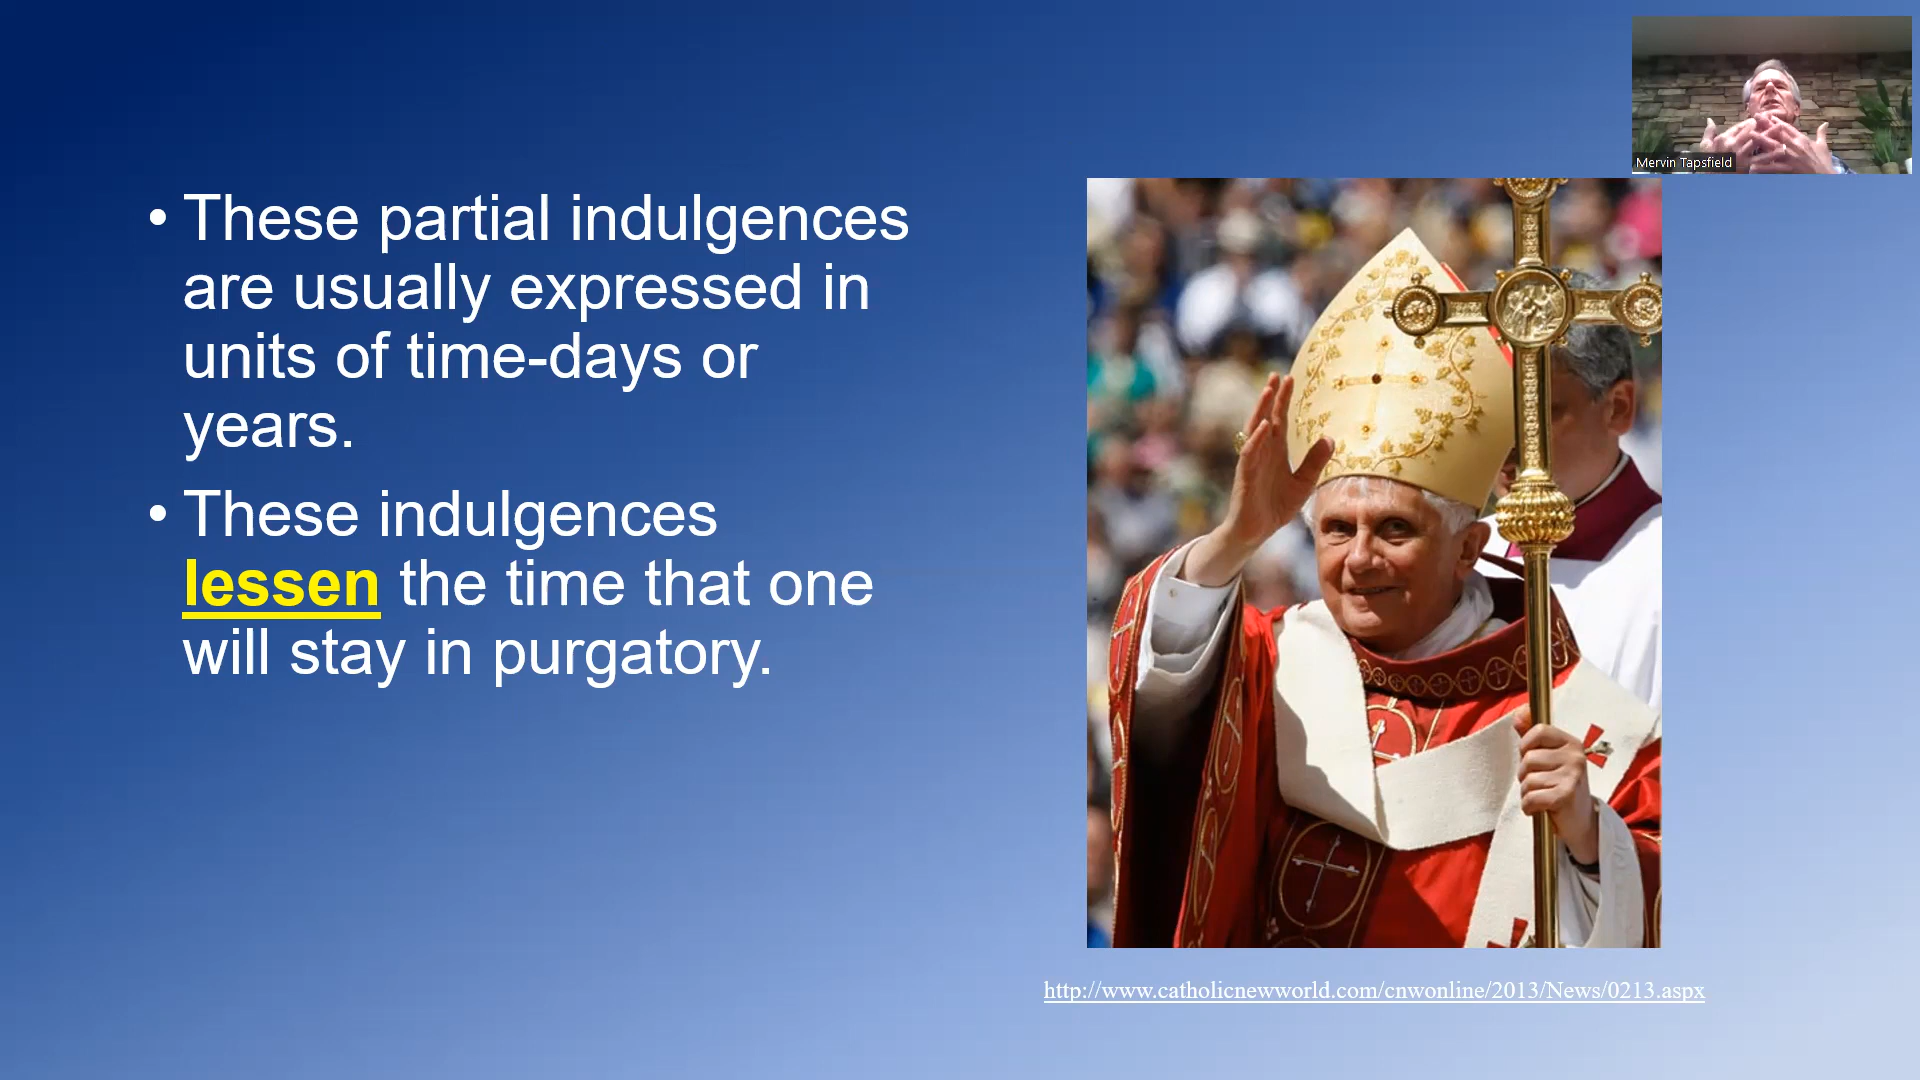 Mervin Tapsfield
• These partial indulgences
are usually expressed in
units of time-days or
years.
• These indulgences
lessen the time that one
will stay in purgatory.
http://www.catholicnewworld.com/cnwonline/2013/News/0213.aspx